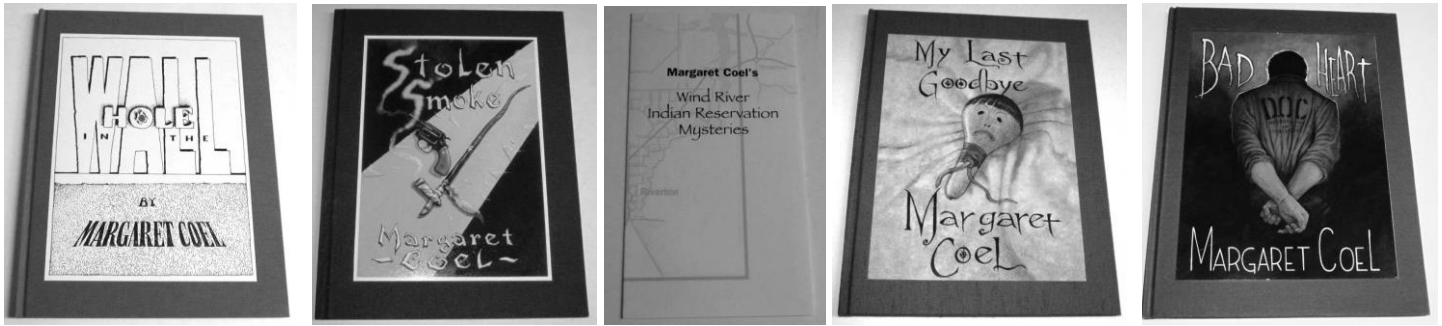 WALL
HOLE
IN THE
BY
MARGARET COEL
Stolen
Smoke
Margaret
~Coel~
Margaret Coel's
Wind River
Indian Reservation
Mysteries
Riverton
My Last
Goodbye
Margaret
Coel
BAD HEART
DOC
MARGARET COEL